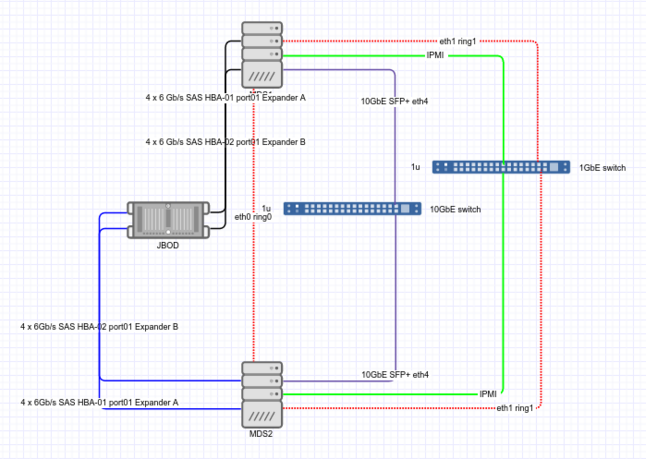 eth1 ring1
IPMI
MDS1
4 x 6 Gb/s SAS HBA-01 port01 Expander A
10GbE SFP+ eth4
4 x 6 Gb/s SAS HBA-02 port01 Expander B
1u
1GbE switch
1u
10GbE switch
eth0 ring0
JBOD
4 x 6Gb/s SAS HBA-02 port01 Expander B
10GbE SFP+ eth4
IPMI
4 x 6Gb/s SAS HBA-01 port01 Expander A
eth1 ring1
MDS2